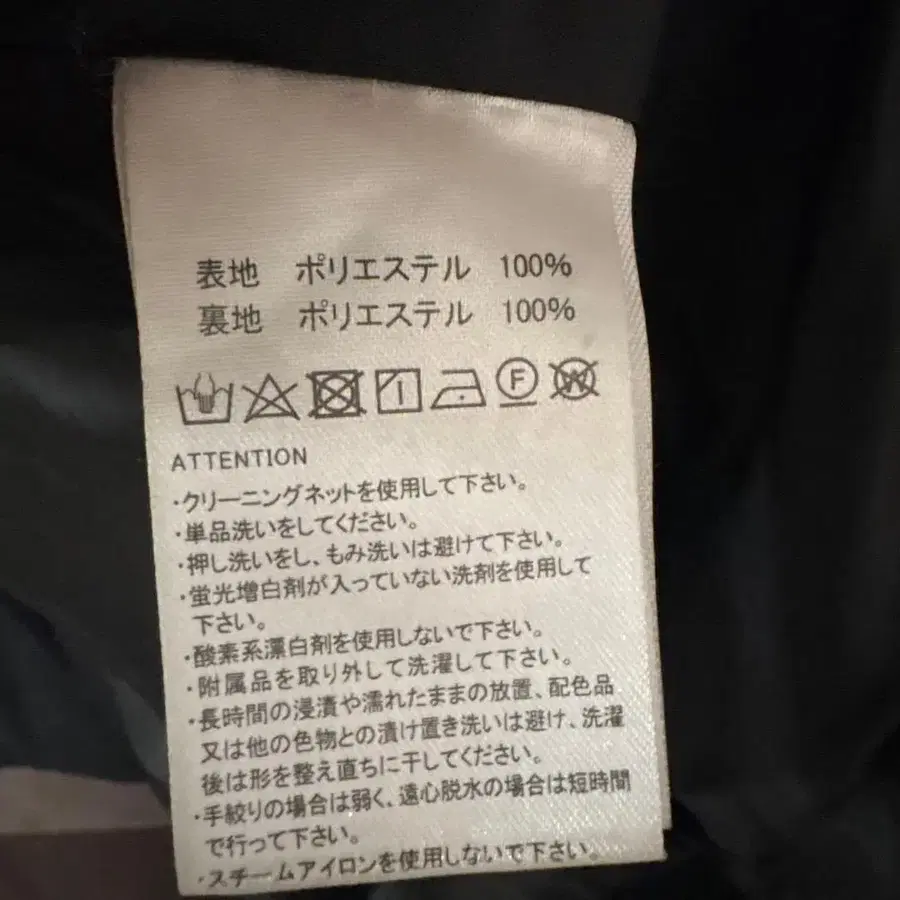 表地 ポリエステル 100%
裏地 ポリエステル 100%
F W
ATTENTION
・クリーニングネットを使用して下さい。
・単品洗いをしてください。
・押し洗いをし、もみ洗いは避けて下さい。
・蛍光増白剤が入っていない洗剤を使用して
下さい。
・酸素系漂白剤を使用しないで下さい。
・附属品を取り外して洗濯して下さい。
・長時間の浸漬や濡れたままの放置、配色品
又は他の色物との漬け置き洗いは避け、洗濯
後は形を整え直ちに干してください。
・手絞りの場合は弱く、遠心脱水の場合は短時間
で行って下さい。
・スチームアイロンを使用しないで下さい。